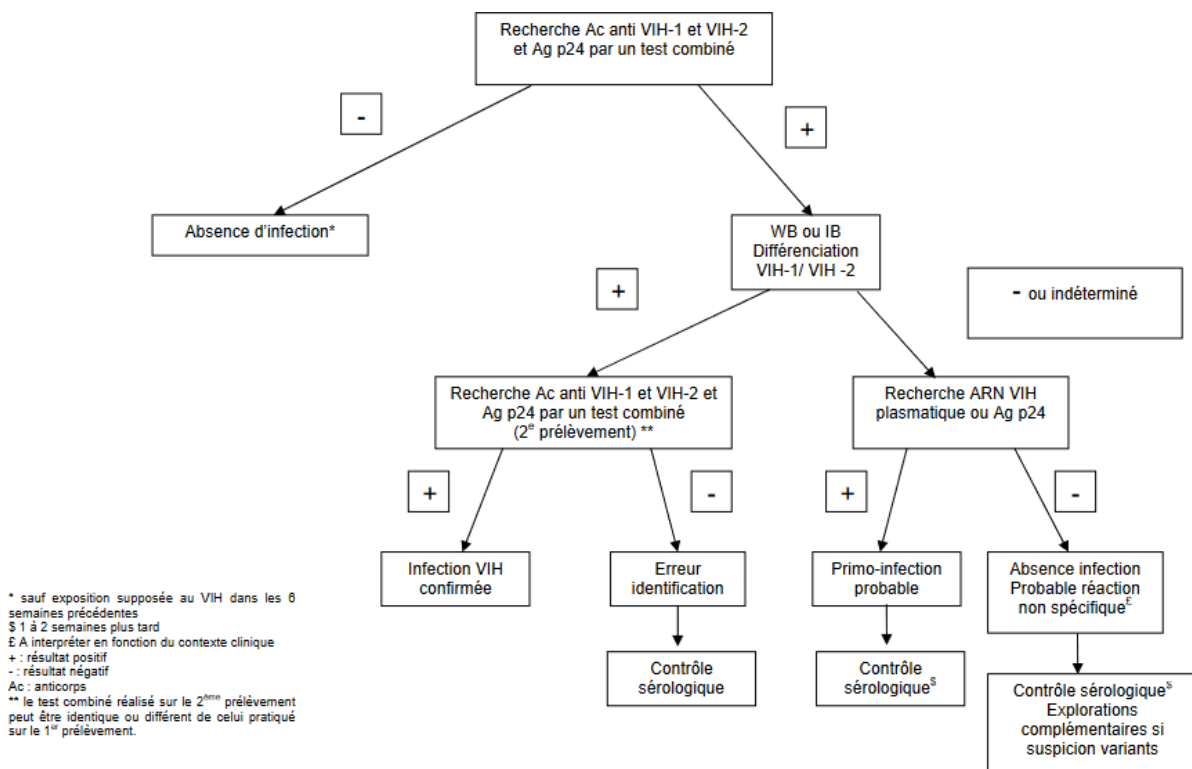 Recherche Ac anti VIH-1 et VIH-2
et Ag p24 par un test combiné
-
+
Absence d'infection*
WB ou IB
Différenciation
VIH-1/ VIH -2
+
- ou indéterminé
Recherche Ac anti VIH-1 et VIH-2 et
Ag p24 par un test combiné
(2e prélèvement) **
Recherche ARN VIH
plasmatique ou Ag p24
+
-
+
-
Infection VIH
confirmée
Erreur
identification
Primo-infection
probable
Absence infection
Probable réaction
non spécifique£
Contrôle
sérologique
Contrôle
sérologique$
Contrôle sérologique$
Explorations
complémentaires si
suspicion variants
* sauf exposition supposée au VIH dans les 6
semaines précédentes
$ 1 à 2 semaines plus tard
£ A interpréter en fonction du contexte clinique
+ : résultat positif
- : résultat négatif
Ac : anticorps
** le test combiné réalisé sur le 2ème prélèvement
peut être identique ou différent de celui pratiqué
sur le 1er prélèvement.